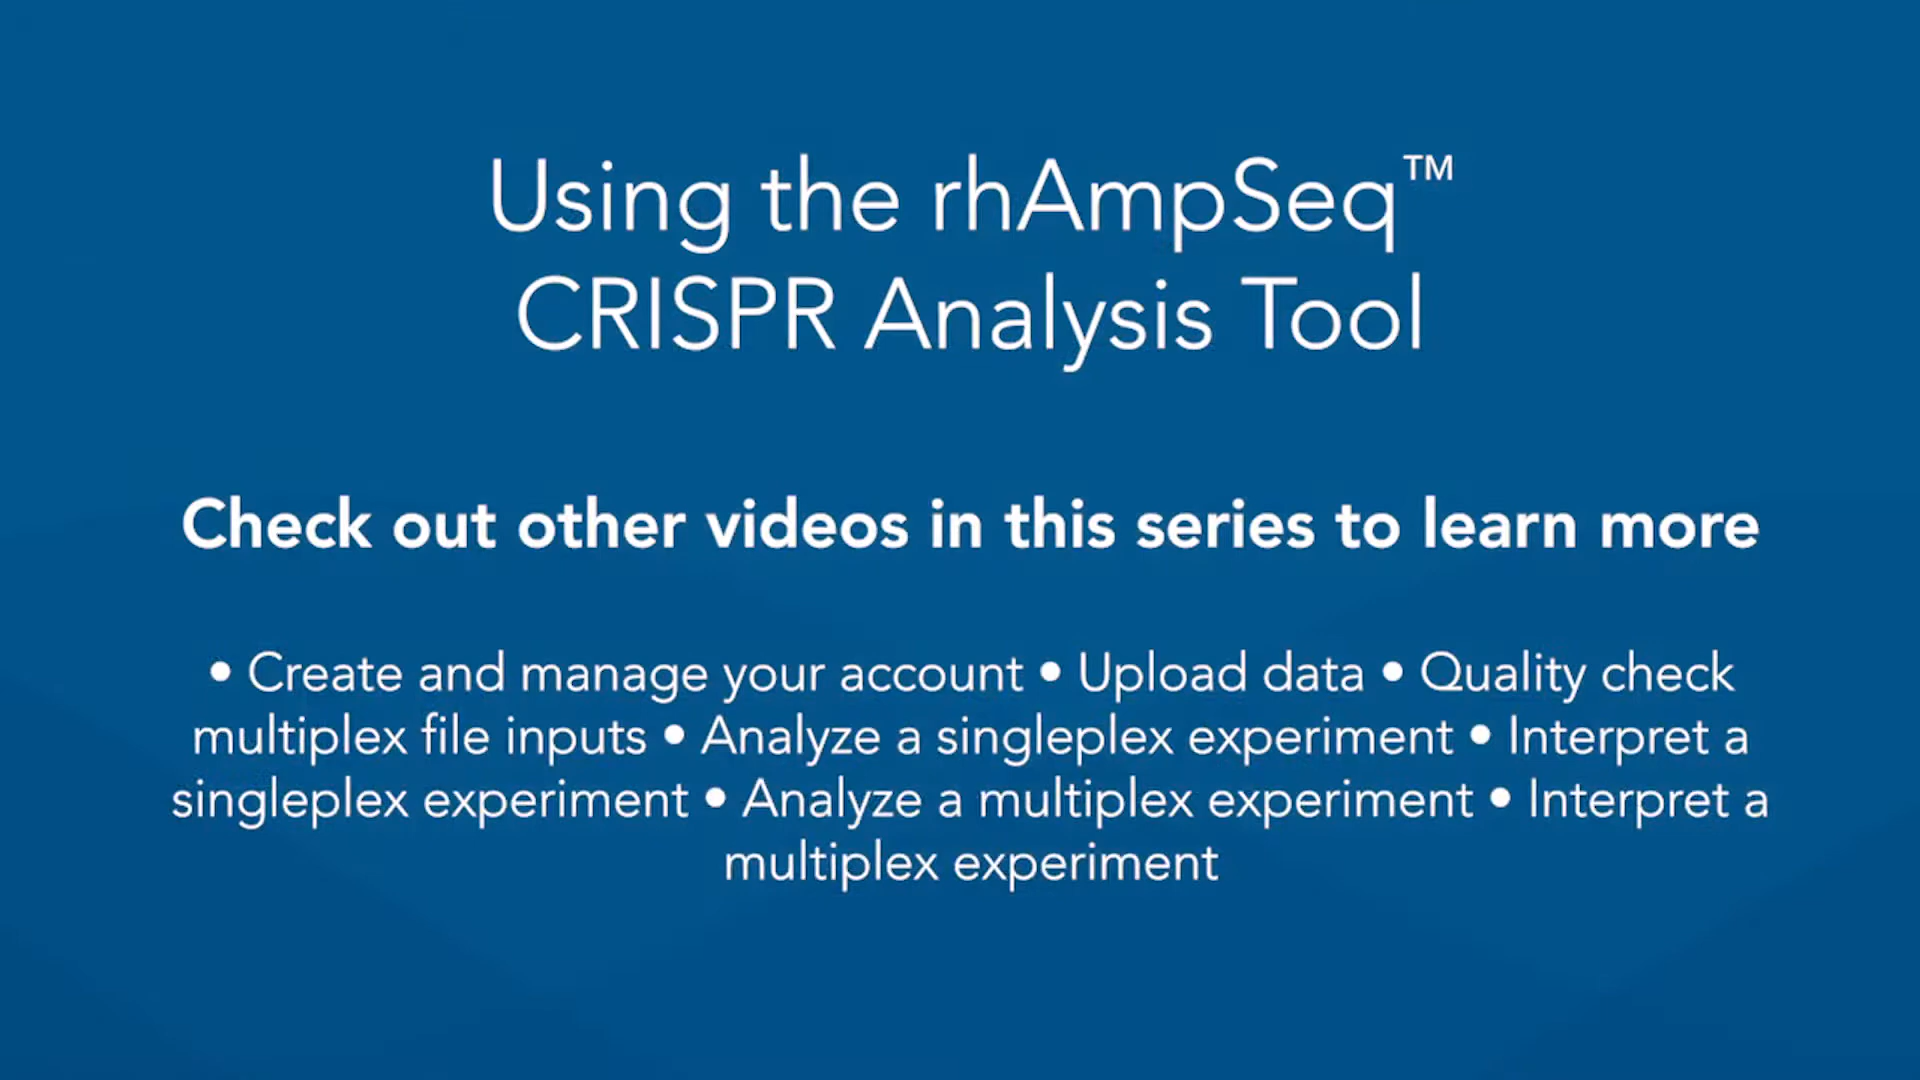 Using the rhAmpSeq™
CRISPR Analysis Tool
Check out other videos in this series to learn more
• Create and manage your account • Upload data • Quality check
multiplex file inputs • Analyze a singleplex experiment • Interpret a
singleplex experiment • Analyze a multiplex experiment • Interpret a
multiplex experiment